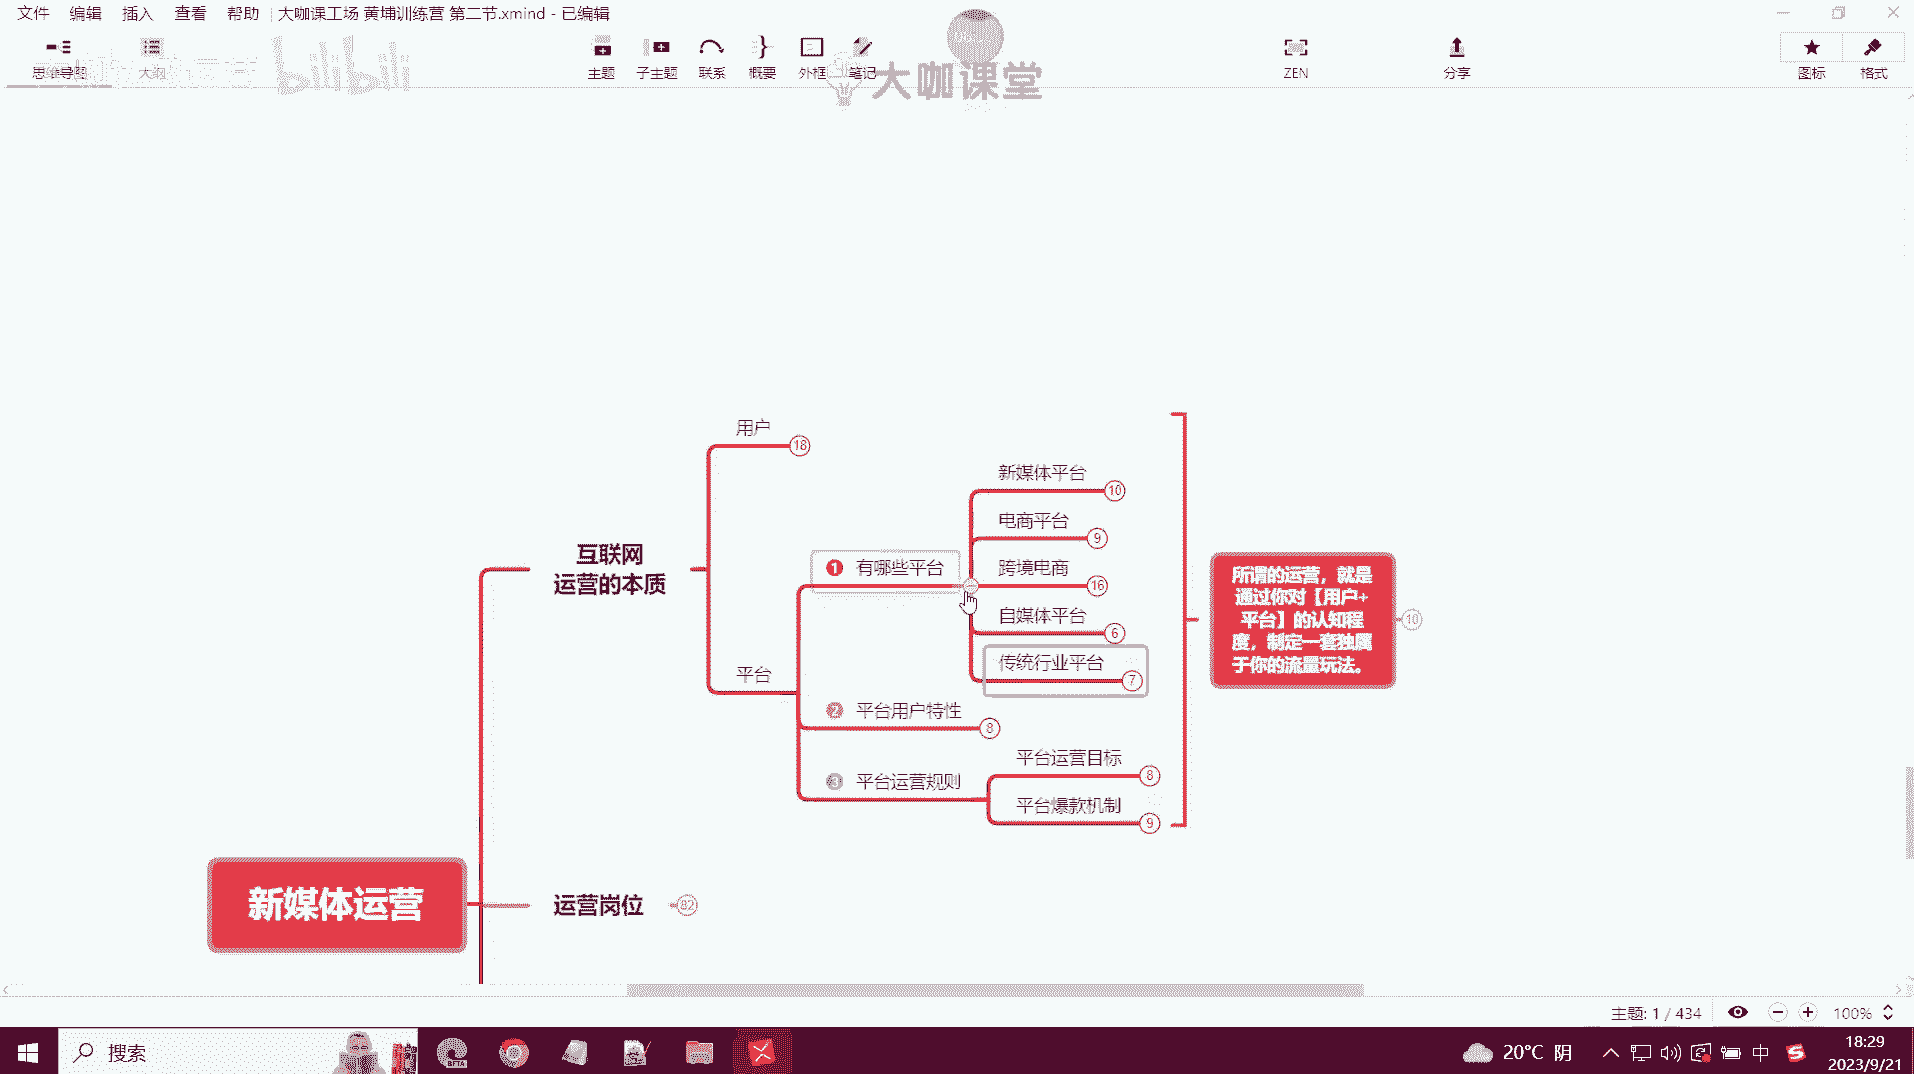 文件 编辑 插入 查看 帮助 大咖课工场 黄埔训练营 第二节.xmind - 已编辑
思维导图 大纲 主题 子主题 联系 概要 外框 笔记 ZEN 分享 图标 格式
bilibili
大咖课堂
用户
18
新媒体平台
10
电商平台
9
互联网
运营的本质
1 有哪些平台
跨境电商
16
自媒体平台
6
传统行业平台
7
平台
2 平台用户特性
8
3 平台运营规则
平台运营目标
8
平台爆款机制
9
所谓的运营，就是
通过你对【用户+
平台】的认知程
度，制定一套独属
于你的流量玩法。
10
新媒体运营
运营岗位
82
主题: 1 / 434 100%
搜索
BETA
20°C 阴
中
18:29
2023/9/21